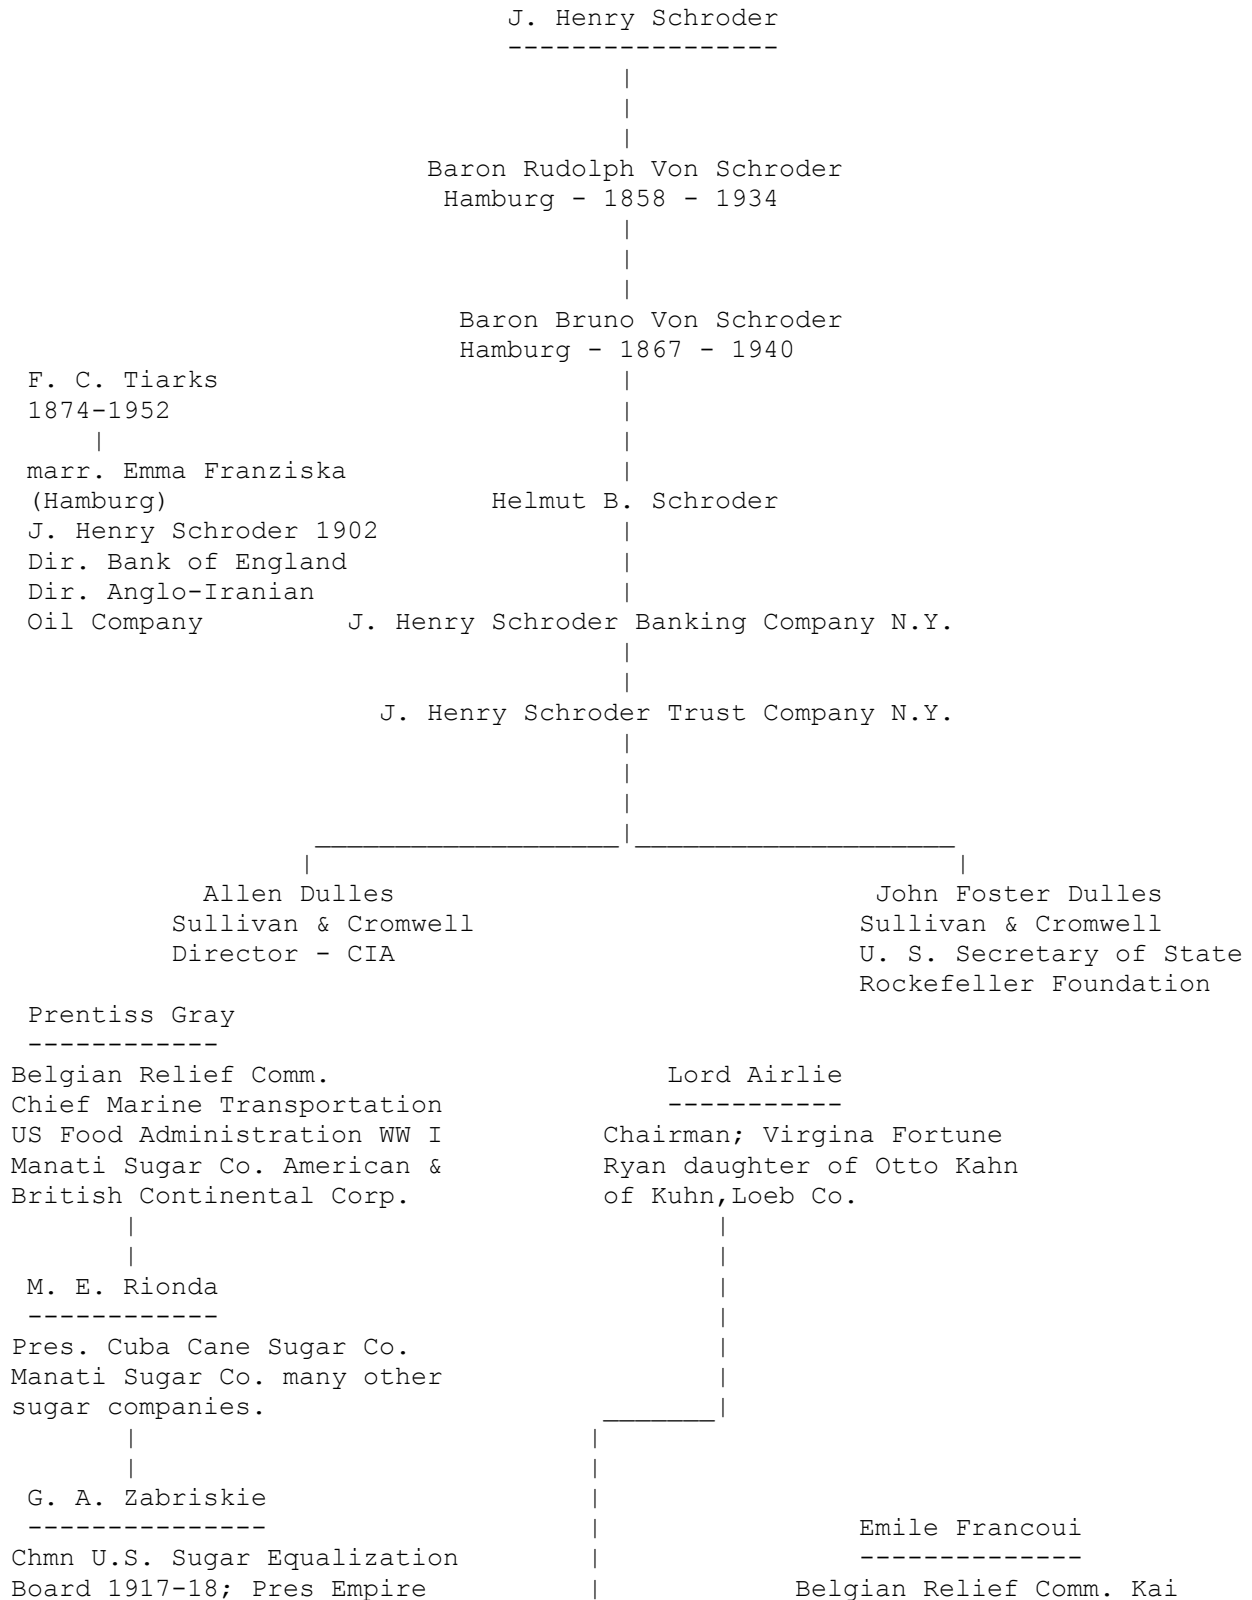 J. Henry Schroder
-----------------
Baron Rudolph Von Schroder
Hamburg - 1858 - 1934
Baron Bruno Von Schroder
Hamburg - 1867 - 1940
F. C. Tiarks
1874-1952
marr. Emma Franziska
(Hamburg) Helmut B. Schroder
J. Henry Schroder 1902
Dir. Bank of England
Dir. Anglo-Iranian
Oil Company J. Henry Schroder Banking Company N.Y.
J. Henry Schroder Trust Company N.Y.
Allen Dulles John Foster Dulles
Sullivan & Cromwell Sullivan & Cromwell
Director - CIA U. S. Secretary of State
Rockefeller Foundation
Prentiss Gray
------------
Belgian Relief Comm. Lord Airlie
Chief Marine Transportation -----------
US Food Administration WW I Chairman; Virgina Fortune
Manati Sugar Co. American & Ryan daughter of Otto Kahn
British Continental Corp. of Kuhn,Loeb Co.
M. E. Rionda
------------
Pres. Cuba Cane Sugar Co.
Manati Sugar Co. many other
sugar companies.
G. A. Zabriskie
--------------- Emile Francoui
Chmn U.S. Sugar Equalization --------------
Board 1917-18; Pres Empire Belgian Relief Comm. Kai